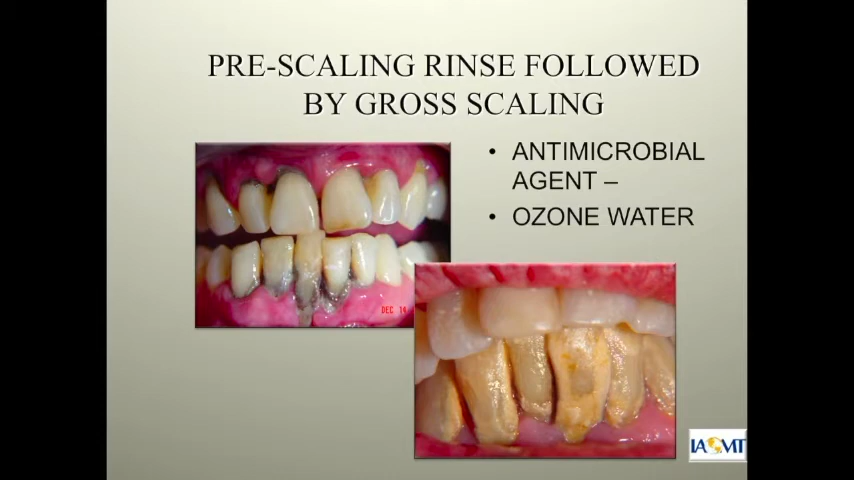 PRE-SCALING RINSE FOLLOWED
BY GROSS SCALING
• ANTIMICROBIAL
AGENT –
• OZONE WATER
DEC 14
IAOMT